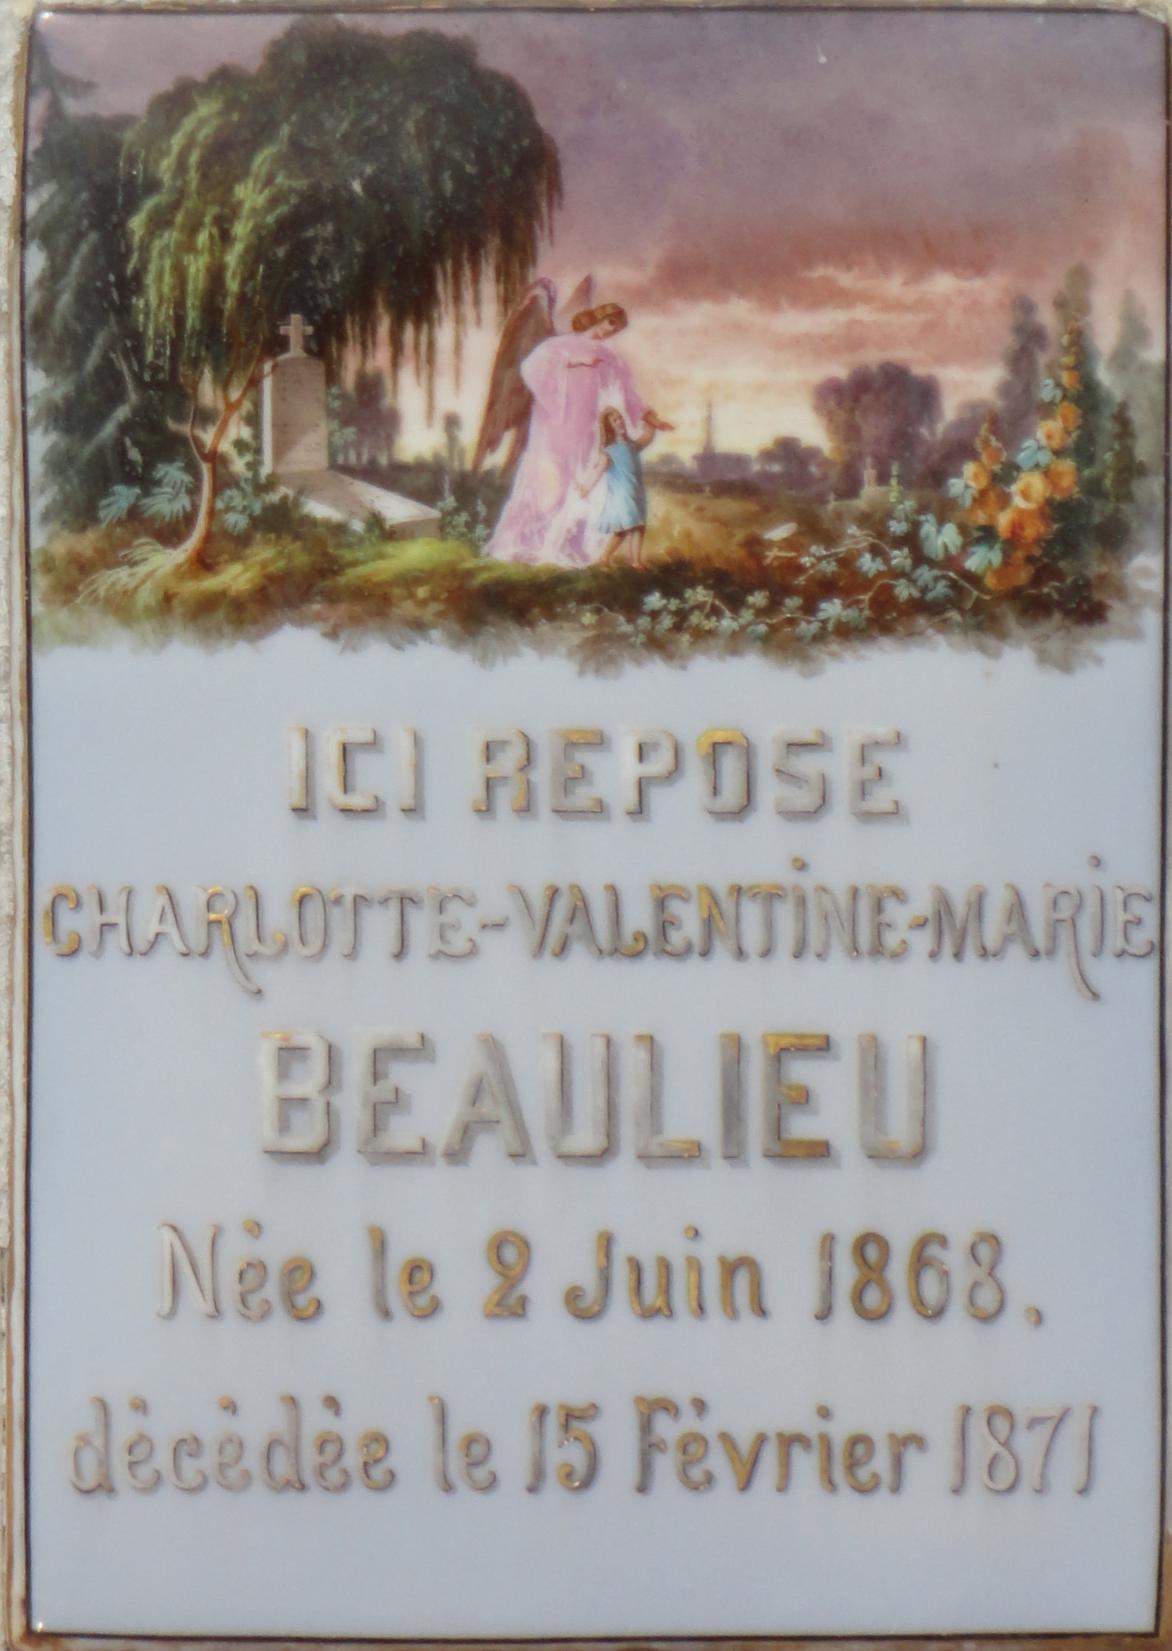 ICI REPOSE
CHARLOTTE-VALENTINE-MARIE
BEAULIEU
Née le 2 Juin 1868.
décédée le 15 Février 1871